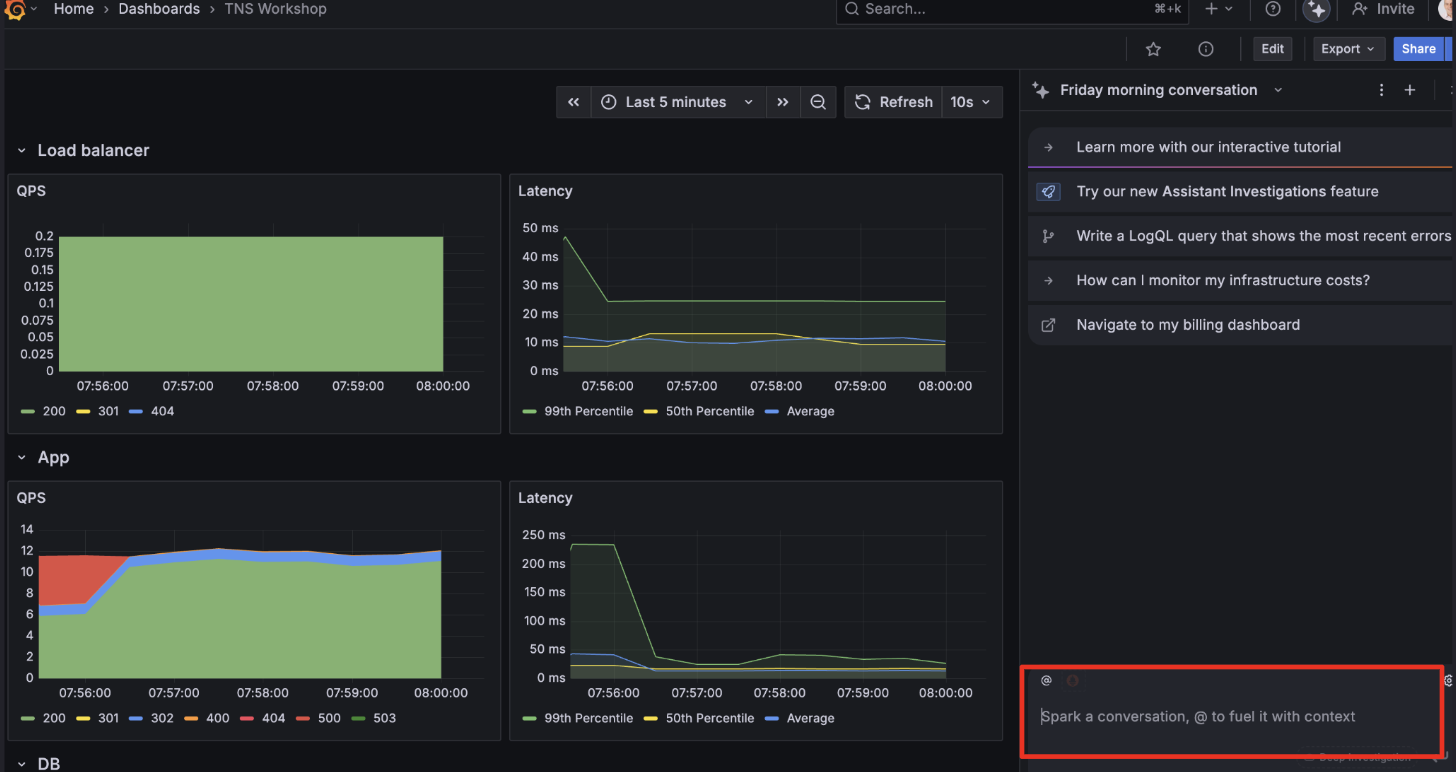 Home › Dashboards › TNS Workshop
Search... ⌘+k
Invite
Edit Export Share
Last 5 minutes Refresh 10s
Friday morning conversation
Load balancer
QPS
0.2
0.175
0.15
0.125
0.1
0.075
0.05
0.025
0
07:56:00 07:57:00 07:58:00 07:59:00 08:00:00
200 301 404
Latency
50 ms
40 ms
30 ms
20 ms
10 ms
0 ms
07:56:00 07:57:00 07:58:00 07:59:00 08:00:00
99th Percentile 50th Percentile Average
App
QPS
14
12
10
8
6
4
2
0
07:56:00 07:57:00 07:58:00 07:59:00 08:00:00
200 301 302 400 404 500 503
Latency
250 ms
200 ms
150 ms
100 ms
50 ms
0 ms
07:56:00 07:57:00 07:58:00 07:59:00 08:00:00
99th Percentile 50th Percentile Average
DB
Learn more with our interactive tutorial
Try our new Assistant Investigations feature
Write a LogQL query that shows the most recent errors
How can I monitor my infrastructure costs?
Navigate to my billing dashboard
@
Spark a conversation, @ to fuel it with context
Deep Investigation